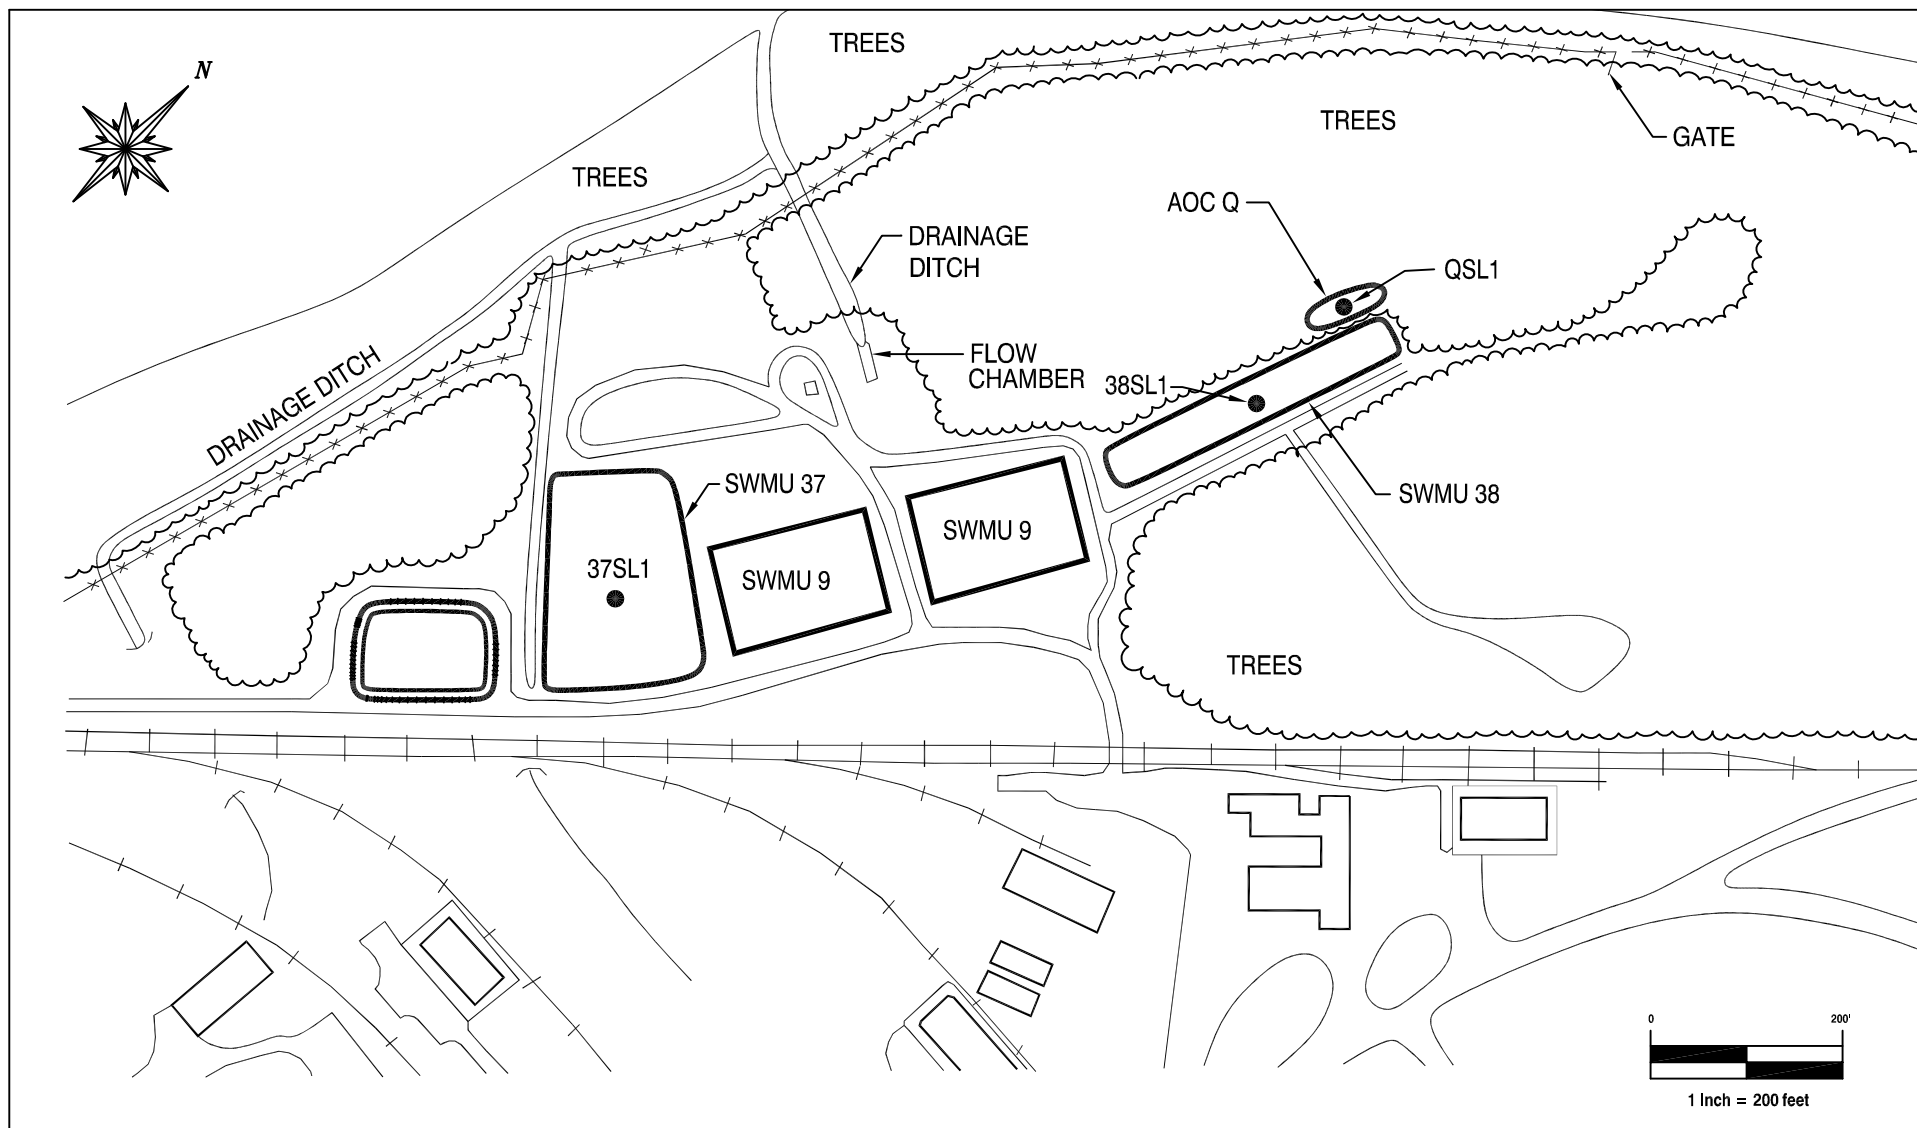 N
TREES
TREES
TREES
GATE
AOC Q
DRAINAGE
DITCH
QSL1
FLOW
CHAMBER
38SL1
DRAINAGE DITCH
SWMU 37
SWMU 38
SWMU 9
37SL1
SWMU 9
TREES
0
200'
1 Inch = 200 feet